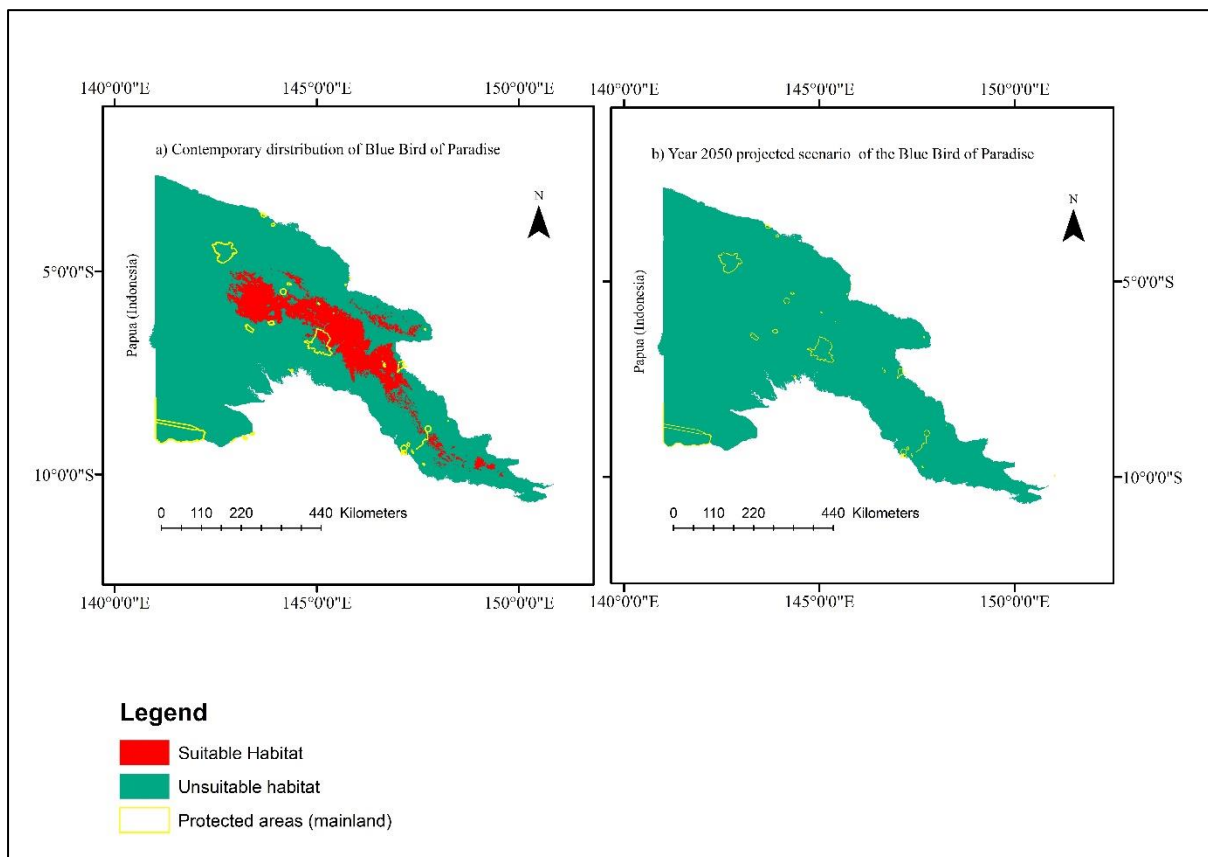 140°0'0"E 145°0'0"E 150°0'0"E
a) Contemporary dirstribution of Blue Bird of Paradise
N
Papua (Indonesia)
5°0'0"S
10°0'0"S
0 110 220 440 Kilometers
140°0'0"E 145°0'0"E 150°0'0"E
140°0'0"E 145°0'0"E 150°0'0"E
b) Year 2050 projected scenario of the Blue Bird of Paradise
N
Papua (Indonesia)
5°0'0"S
10°0'0"S
0 110 220 440 Kilometers
140°0'0"E 145°0'0"E 150°0'0"E
Legend
Suitable Habitat
Unsuitable habitat
Protected areas (mainland)